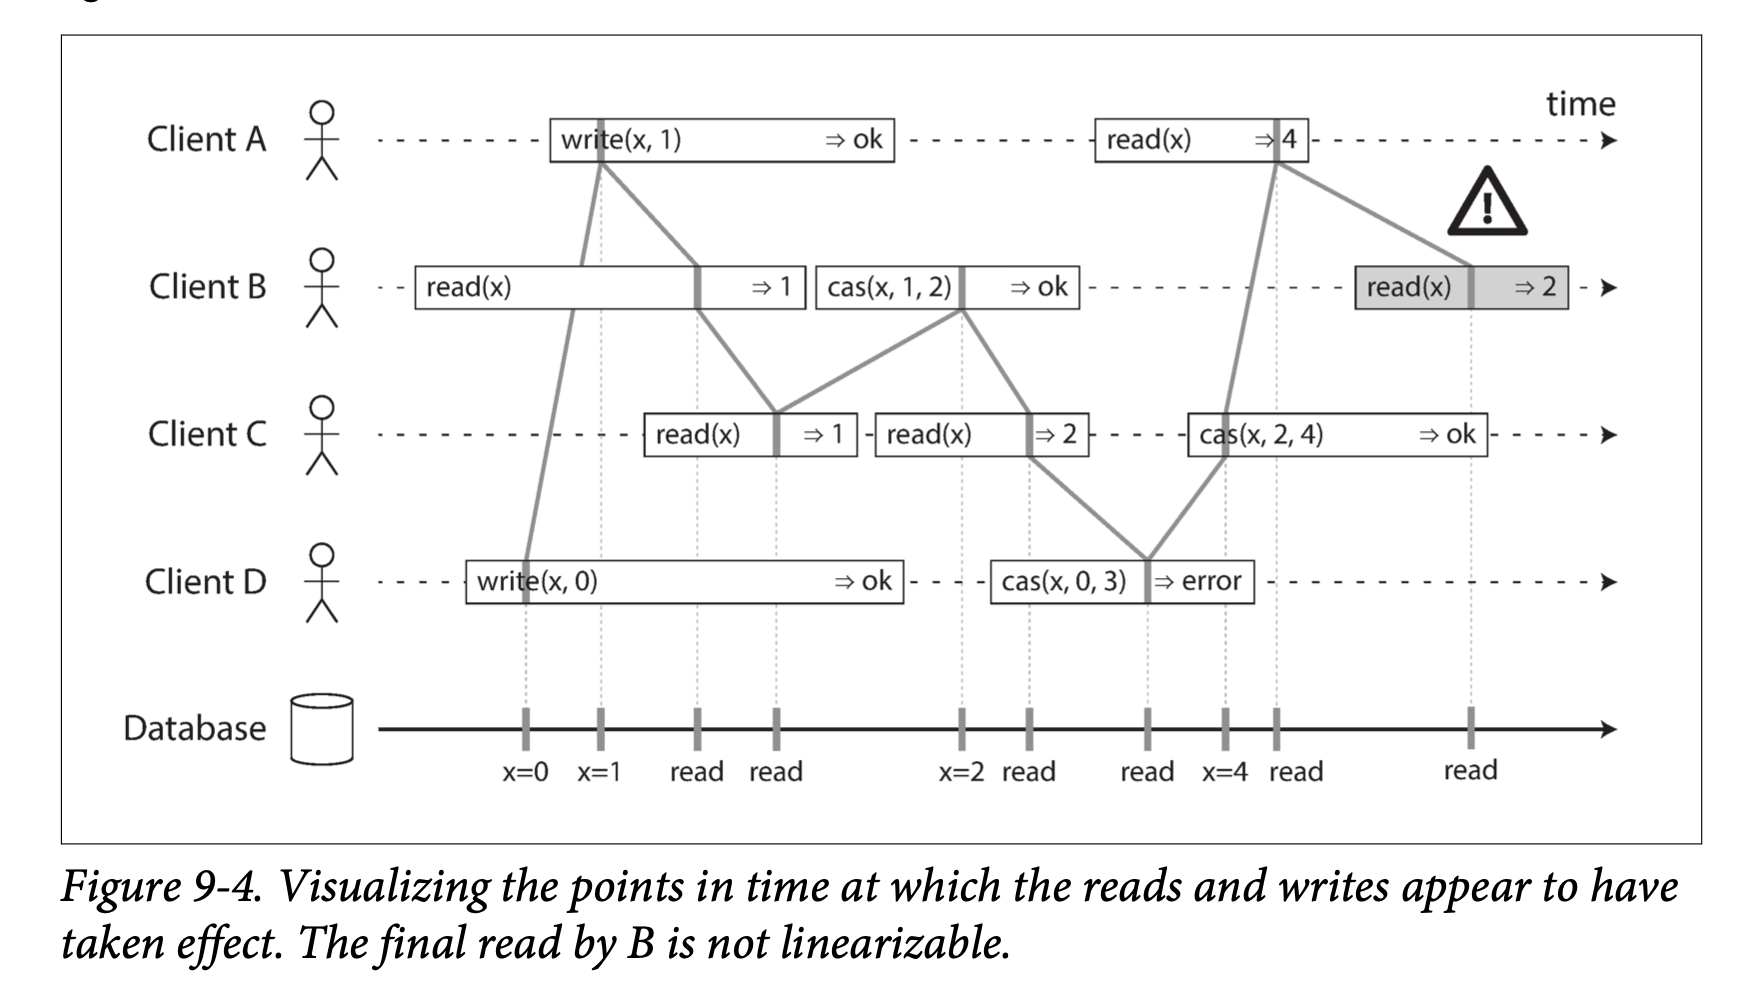 time
Client A write(x, 1) ⇒ ok read(x) ⇒ 4
!
Client B read(x) ⇒ 1 cas(x, 1, 2) ⇒ ok read(x) ⇒ 2
Client C read(x) ⇒ 1 read(x) ⇒ 2 cas(x, 2, 4) ⇒ ok
Client D write(x, 0) ⇒ ok cas(x, 0, 3) ⇒ error
Database
x=0 x=1 read read x=2 read read x=4 read read
Figure 9-4. Visualizing the points in time at which the reads and writes appear to have
taken effect. The final read by B is not linearizable.